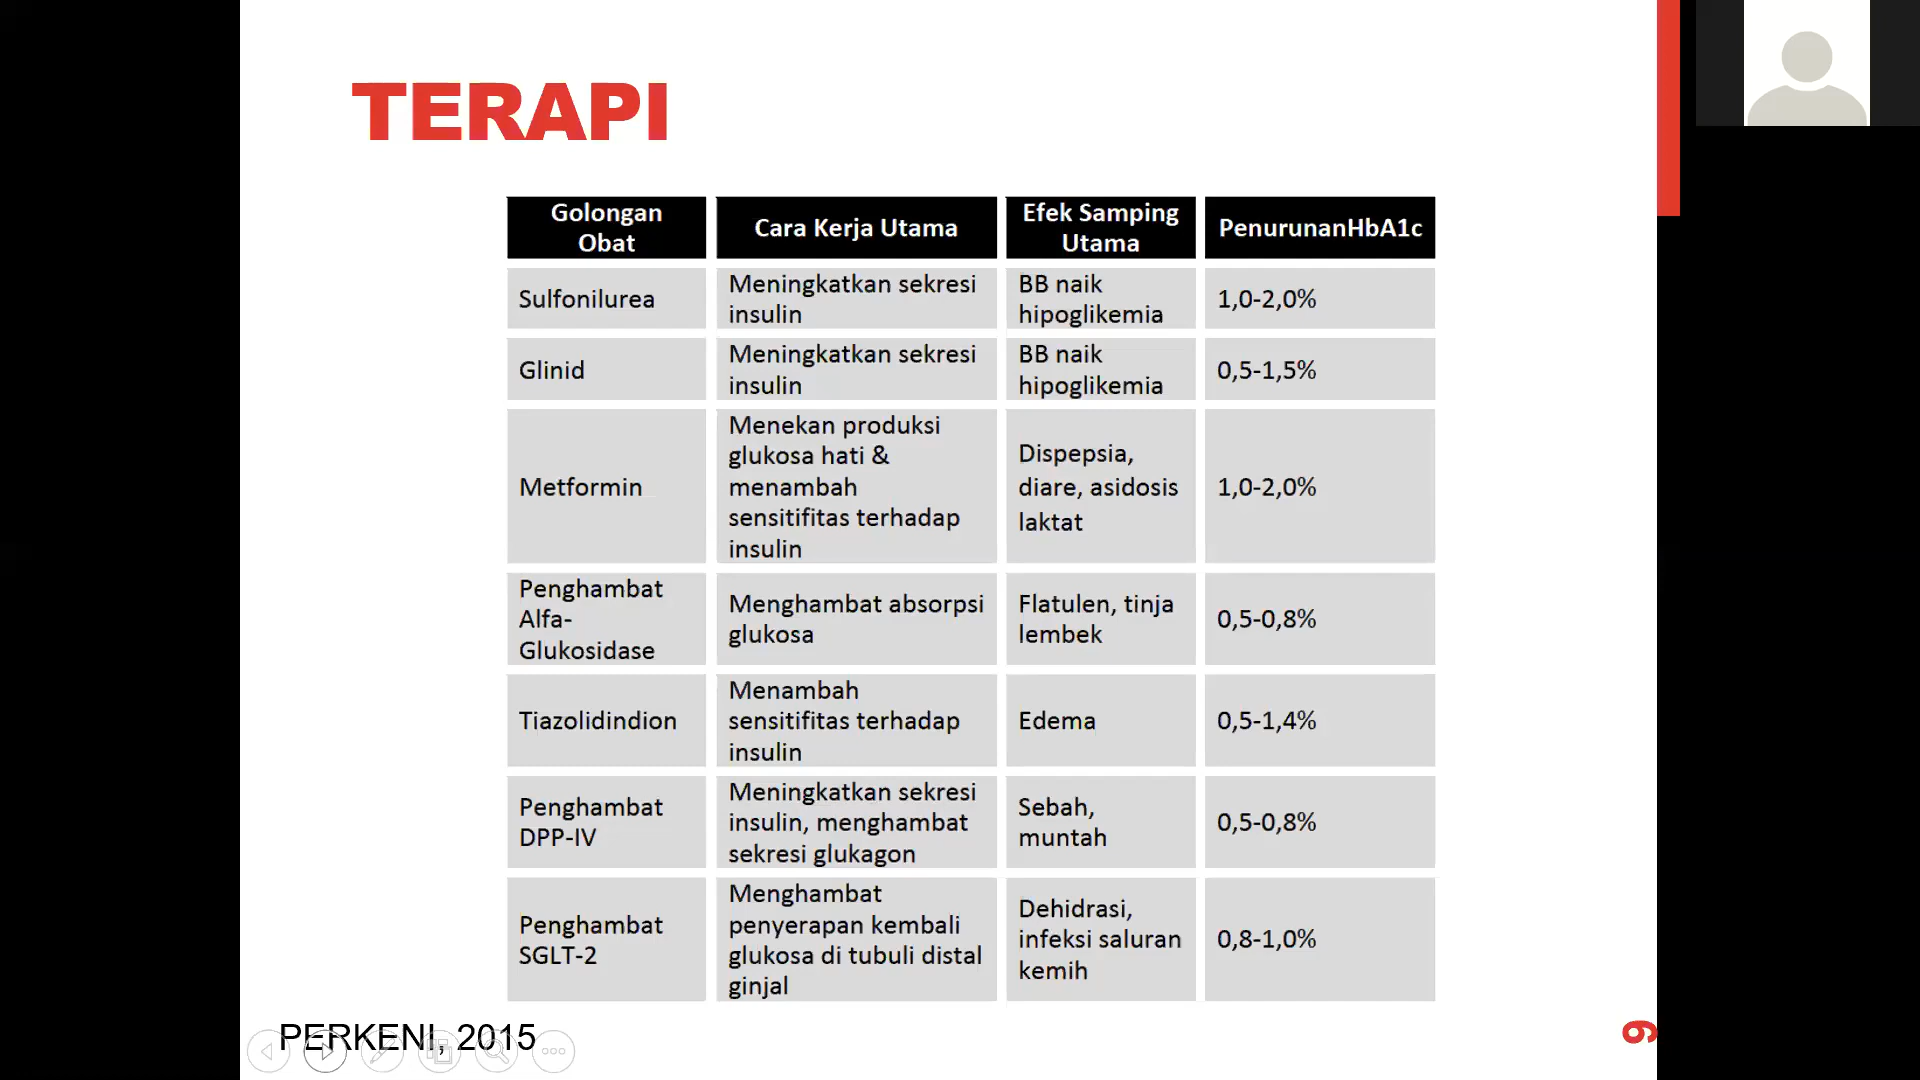 TERAPI
Golongan
Obat
Cara Kerja Utama
Efek Samping
Utama
PenurunanHbA1c
Sulfonilurea
Meningkatkan sekresi
insulin
BB naik
hipoglikemia
1,0-2,0%
Glinid
Meningkatkan sekresi
insulin
BB naik
hipoglikemia
0,5-1,5%
Metformin
Menekan produksi
glukosa hati &
menambah
sensitifitas terhadap
insulin
Dispepsia,
diare, asidosis
laktat
1,0-2,0%
Penghambat
Alfa-
Glukosidase
Menghambat absorpsi
glukosa
Flatulen, tinja
lembek
0,5-0,8%
Tiazolidindion
Menambah
sensitifitas terhadap
insulin
Edema
0,5-1,4%
Penghambat
DPP-IV
Meningkatkan sekresi
insulin, menghambat
sekresi glukagon
Sebah,
muntah
0,5-0,8%
Penghambat
SGLT-2
Menghambat
penyerapan kembali
glukosa di tubuli distal
ginjal
Dehidrasi,
infeksi saluran
kemih
0,8-1,0%
PERKENI, 2015
9